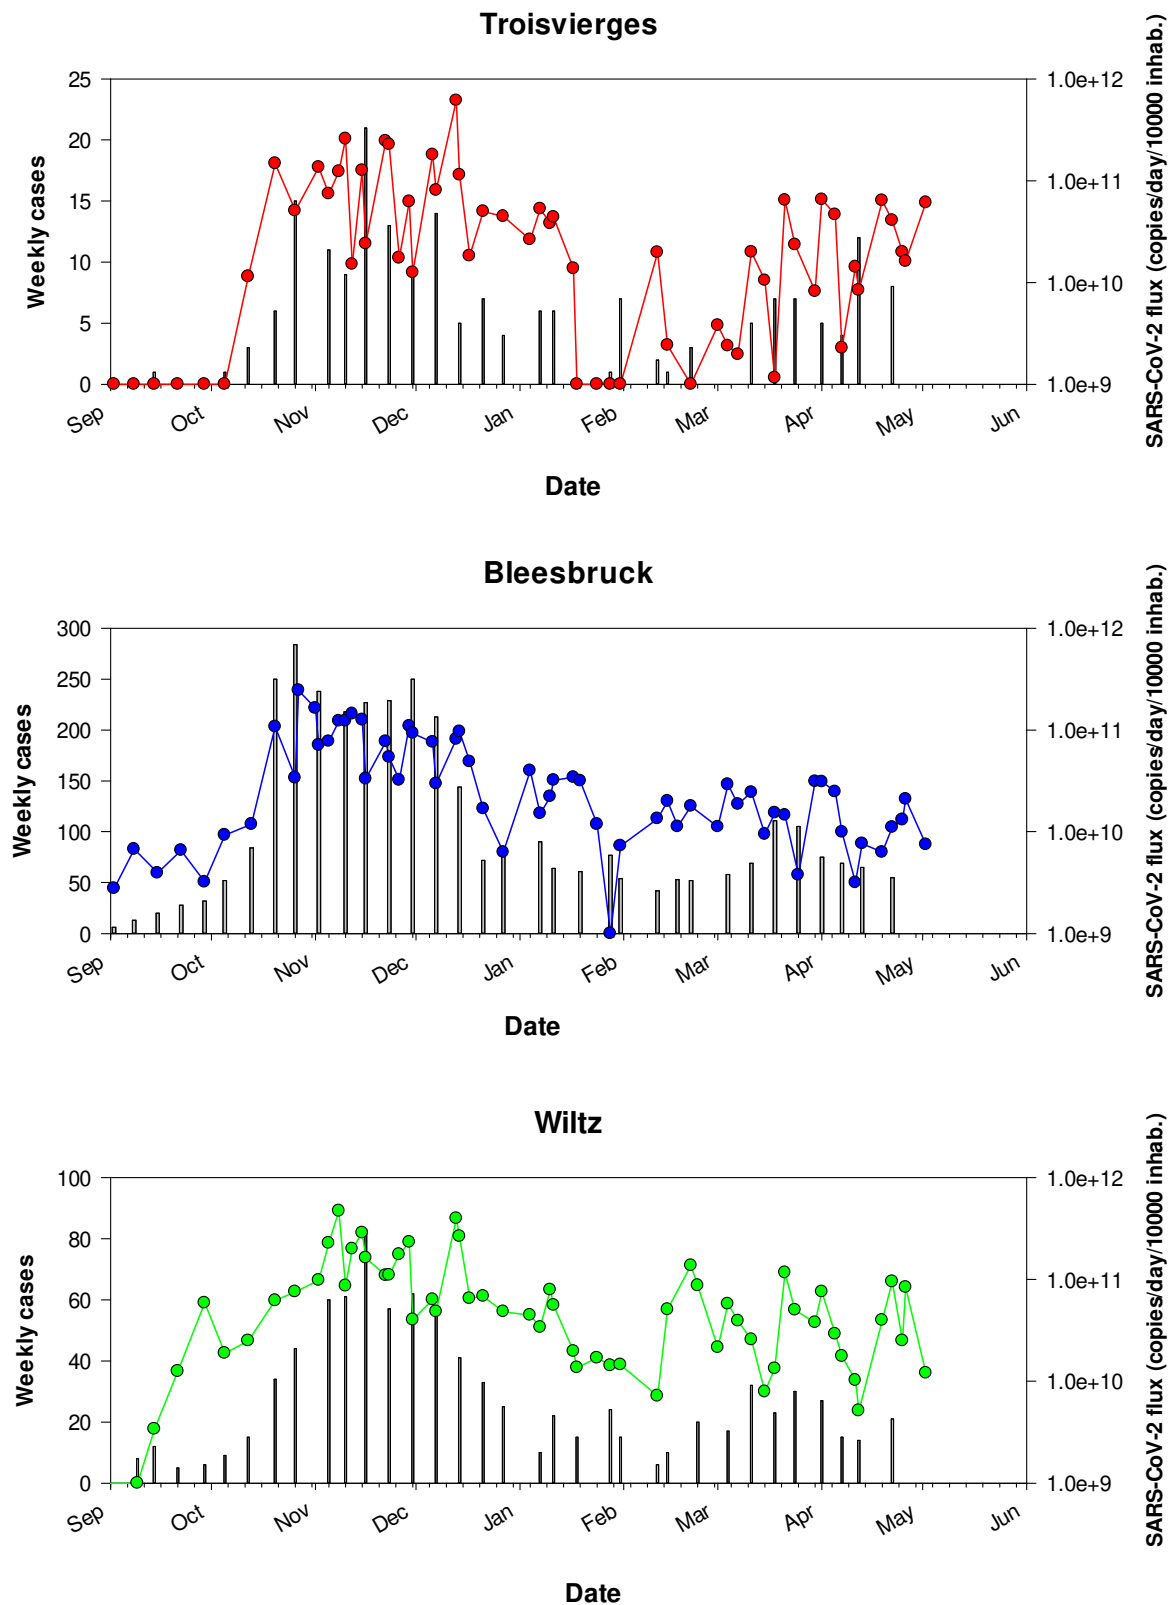 Troisvierges
25
20
15
10
5
0
Weekly cases
1.0e+12
1.0e+11
1.0e+10
1.0e+9
SARS-CoV-2 flux (copies/day/10000 inhab.)
Sep Oct Nov Dec Jan Feb Mar Apr May Jun
Date
Bleesbruck
300
250
200
150
100
50
0
Weekly cases
1.0e+12
1.0e+11
1.0e+10
1.0e+9
SARS-CoV-2 flux (copies/day/10000 inhab.)
Sep Oct Nov Dec Jan Feb Mar Apr May Jun
Date
Wiltz
100
80
60
40
20
0
Weekly cases
1.0e+12
1.0e+11
1.0e+10
1.0e+9
SARS-CoV-2 flux (copies/day/10000 inhab.)
Sep Oct Nov Dec Jan Feb Mar Apr May Jun
Date